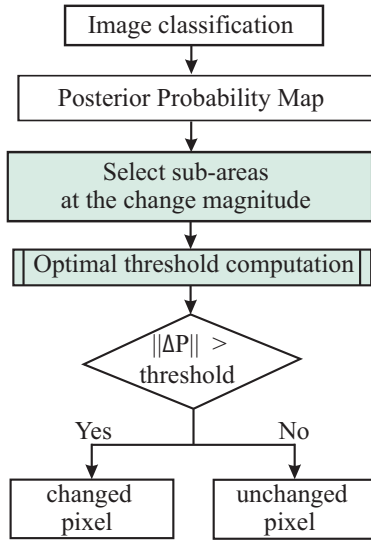 Image classification
Posterior Probability Map
Select sub-areas
at the change magnitude
Optimal threshold computation
||ΔP|| >
threshold
Yes
No
changed
pixel
unchanged
pixel